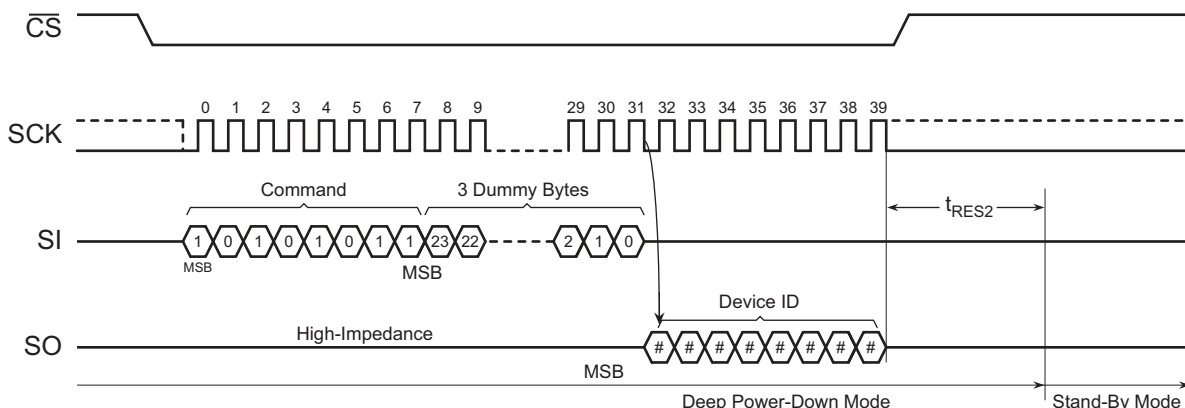 CS
0 1 2 3 4 5 6 7 8 9 29 30 31 32 33 34 35 36 37 38 39
SCK
Command 3 Dummy Bytes tRES2
SI 1 0 1 0 1 0 1 1 23 22 2 1 0
MSB MSB
Device ID
High-Impedance
SO # # # # # # # #
MSB
Deep Power-Down Mode Stand-By Mode